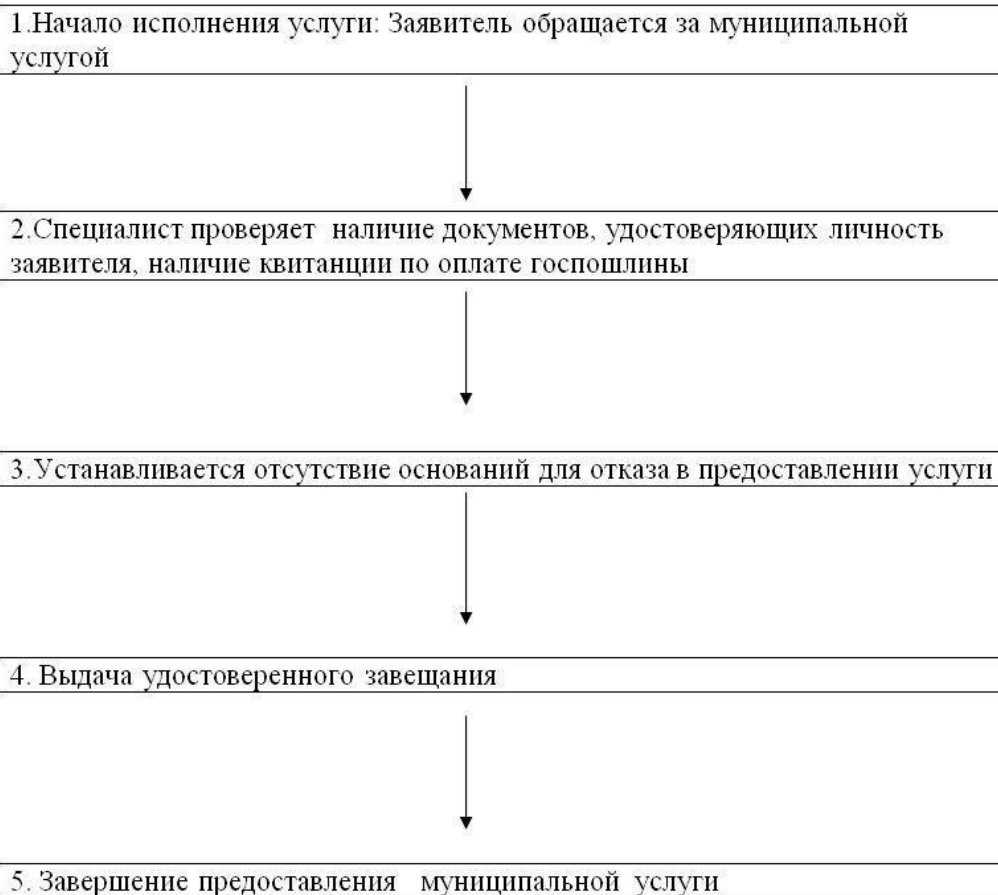 1.Начало исполнения услуги: Заявитель обращается за муниципальной
услугой
2.Специалист проверяет наличие документов, удостоверяющих личность
заявителя, наличие квитанции по оплате госпошлины
3.Устанавливается отсутствие оснований для отказа в предоставлении услуги
4. Выдача удостоверенного завещания
5. Завершение предоставления муниципальной услуги